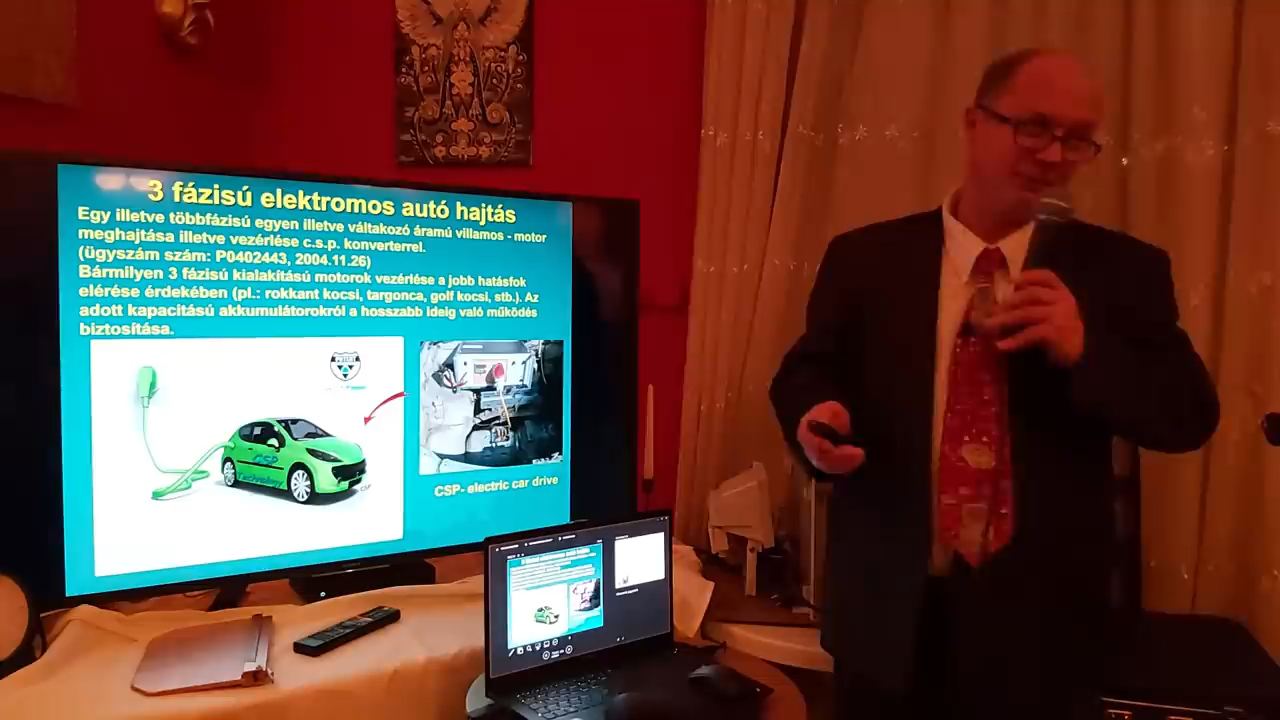 3 fázisú elektromos autó hajtás
Egy illetve többfázisú egyen illetve váltakozó áramú villamos - motor
meghajtása illetve vezérlése c.s.p. konverterrel.
(ügyszám szám: P0402443, 2004.11.26)
Bármilyen 3 fázisú kialakítású motorok vezérlése a jobb hatásfok
elérése érdekében (pl.: rokkant kocsi, targonca, golf kocsi, stb.). Az
adott kapacitású akkumulátorokról a hosszabb ideig való működés
biztosítása.
PATENT
CSP
Technology
CSP- electric car drive